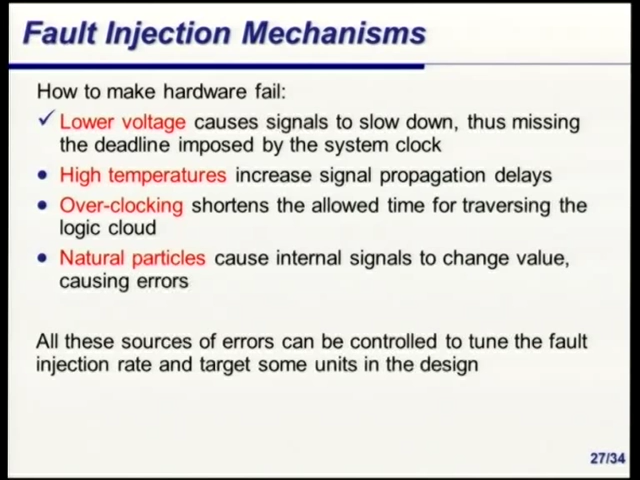 Fault Injection Mechanisms
How to make hardware fail:
✓ Lower voltage causes signals to slow down, thus missing
the deadline imposed by the system clock
• High temperatures increase signal propagation delays
• Over-clocking shortens the allowed time for traversing the
logic cloud
• Natural particles cause internal signals to change value,
causing errors
All these sources of errors can be controlled to tune the fault
injection rate and target some units in the design
27/34